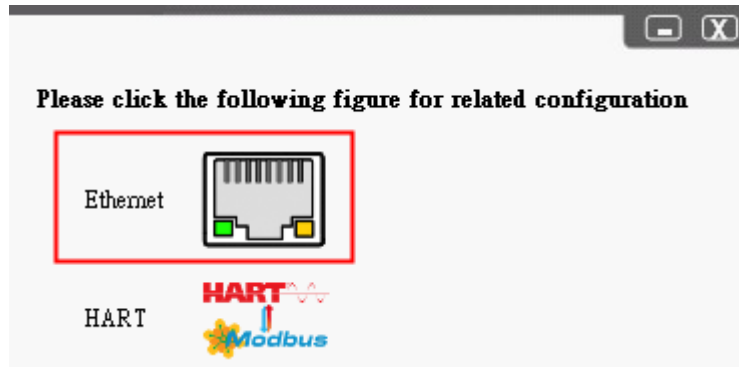 X
Please click the following figure for related configuration
Ethernet
HART
HART
Modbus